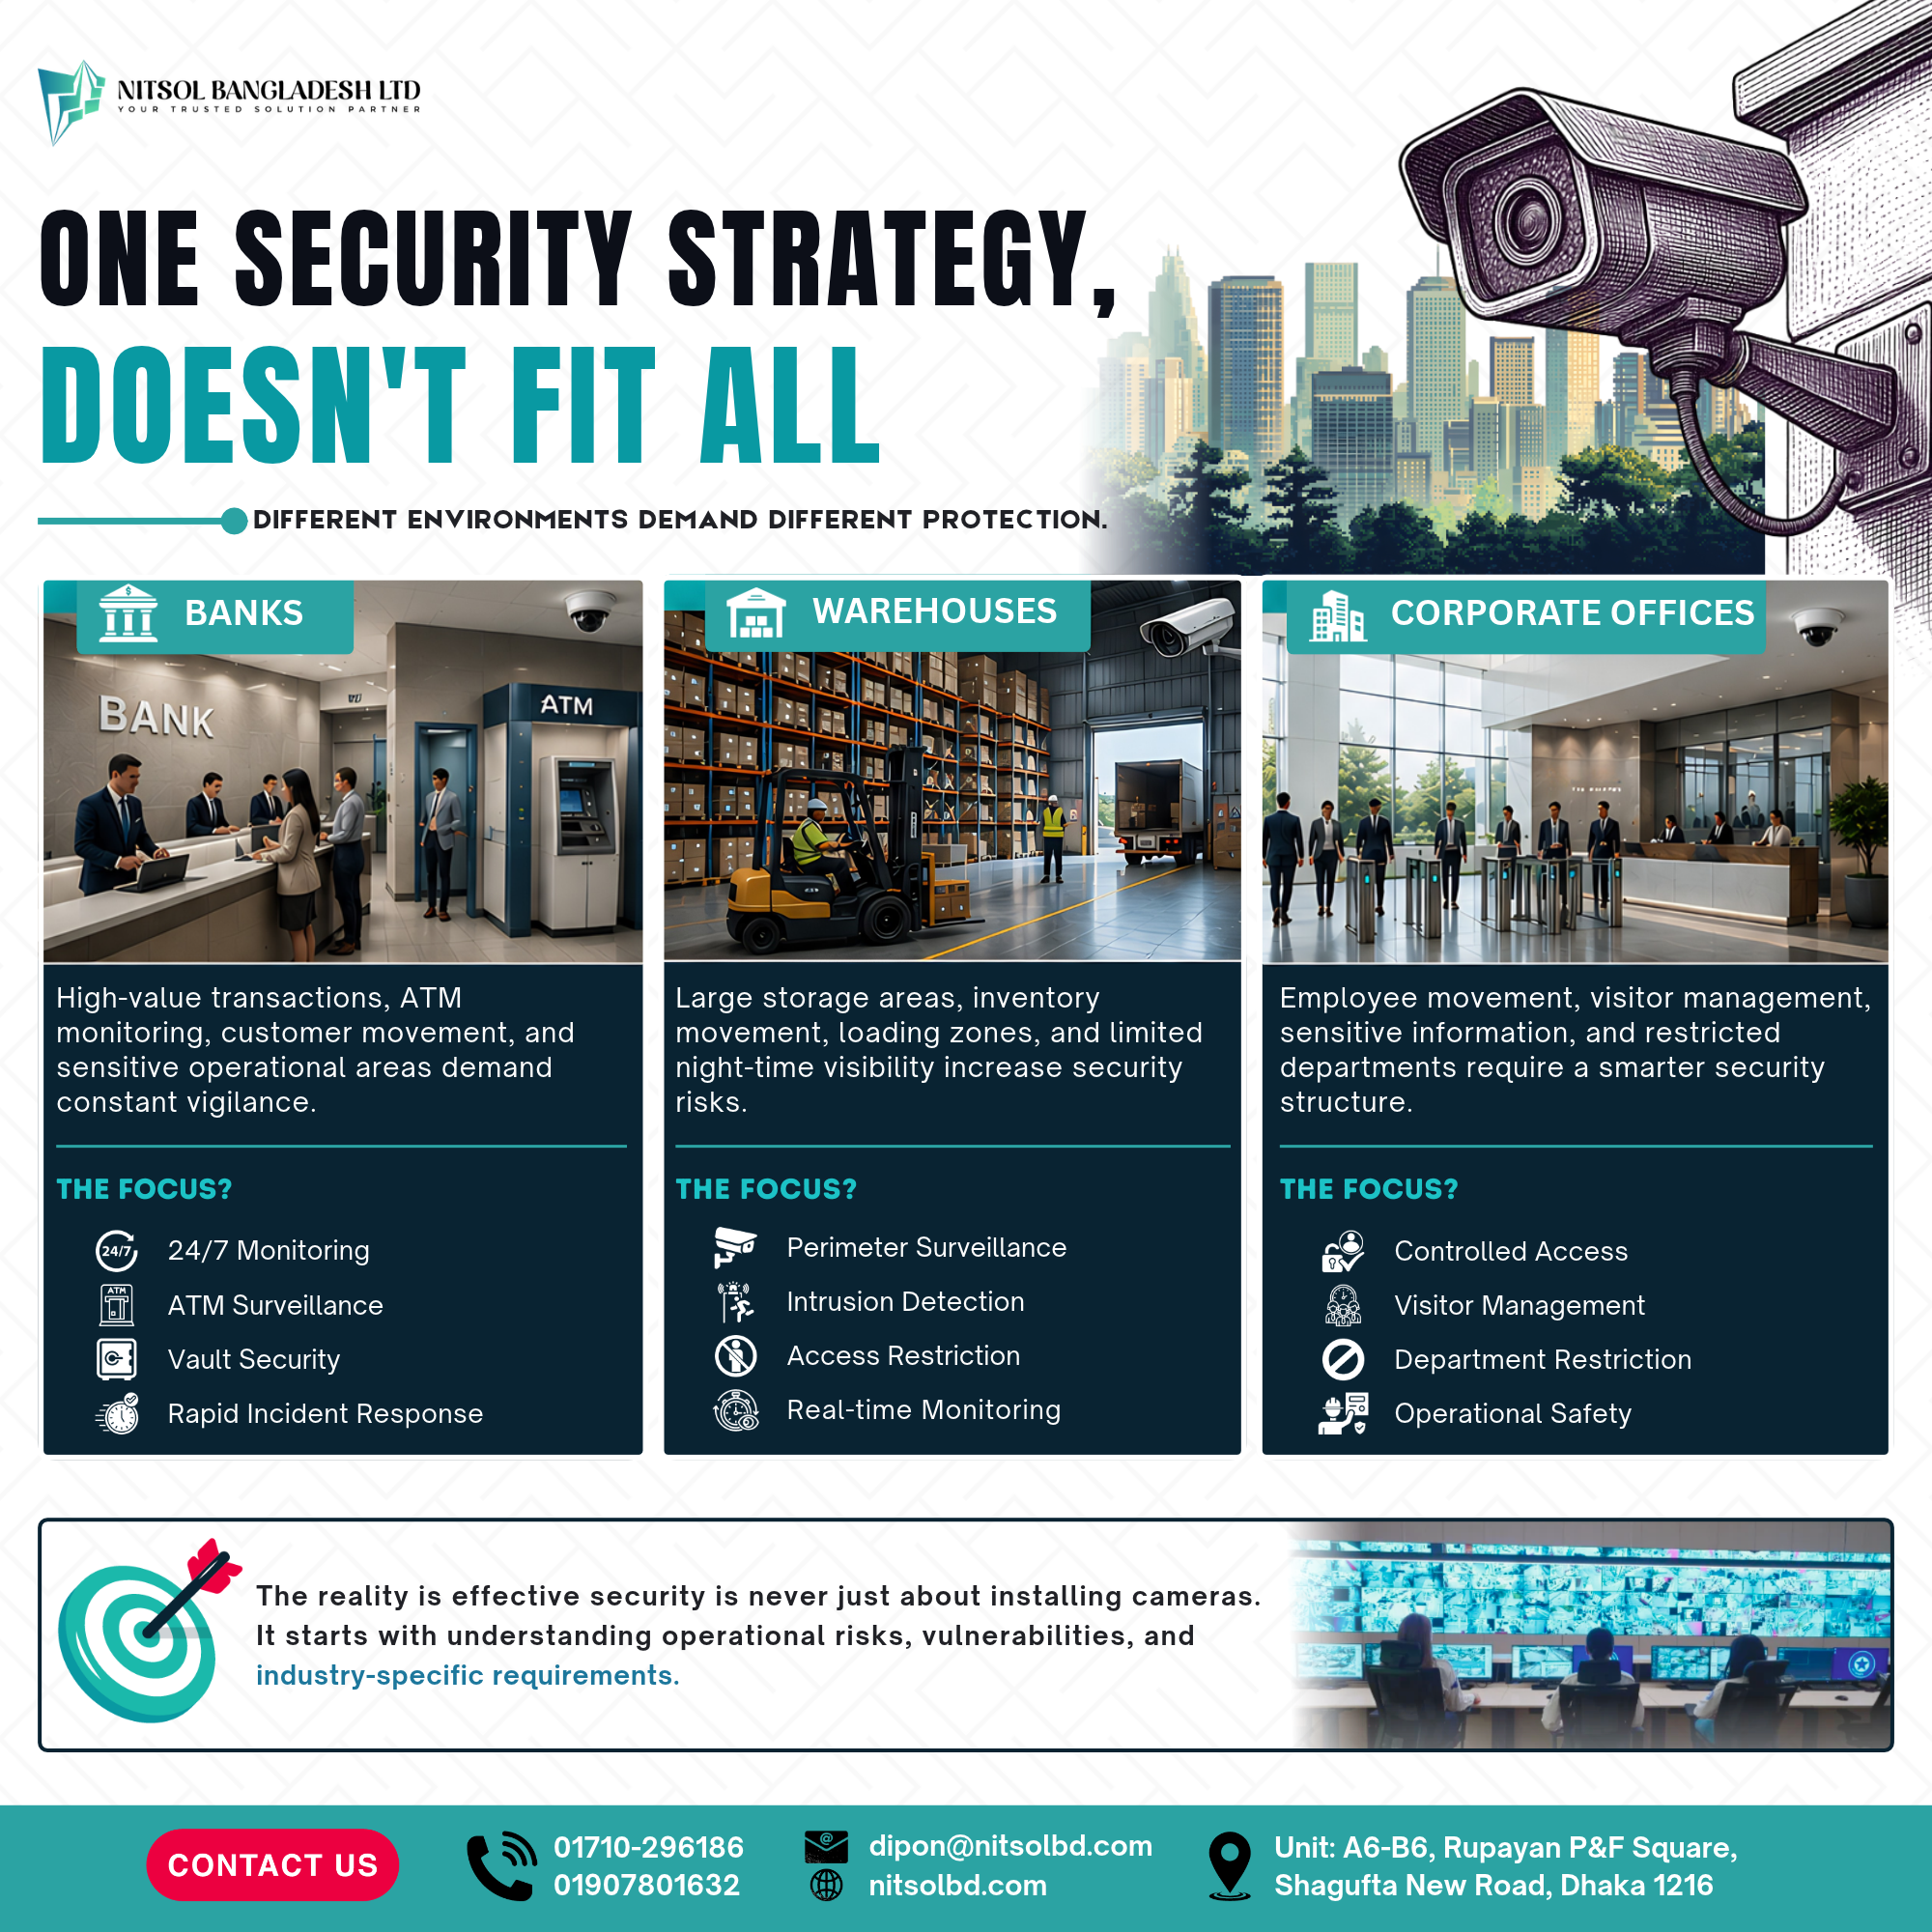 NITSOL BANGLADESH LTD
YOUR TRUSTED SOLUTION PARTNER
ONE SECURITY STRATEGY,
DOESN'T FIT ALL
DIFFERENT ENVIRONMENTS DEMAND DIFFERENT PROTECTION.
BANKS
BANK
ATM
High-value transactions, ATM
monitoring, customer movement, and
sensitive operational areas demand
constant vigilance.
THE FOCUS?
24/7
24/7 Monitoring
ATM
ATM Surveillance
Vault Security
Rapid Incident Response
WAREHOUSES
Large storage areas, inventory
movement, loading zones, and limited
night-time visibility increase security
risks.
THE FOCUS?
Perimeter Surveillance
Intrusion Detection
Access Restriction
Real-time Monitoring
CORPORATE OFFICES
Employee movement, visitor management,
sensitive information, and restricted
departments require a smarter security
structure.
THE FOCUS?
Controlled Access
Visitor Management
Department Restriction
Operational Safety
The reality is effective security is never just about installing cameras.
It starts with understanding operational risks, vulnerabilities, and
industry-specific requirements.
CONTACT US
01710-296186
01907801632
dipon@nitsolbd.com
nitsolbd.com
Unit: A6-B6, Rupayan P&F Square,
Shagufta New Road, Dhaka 1216